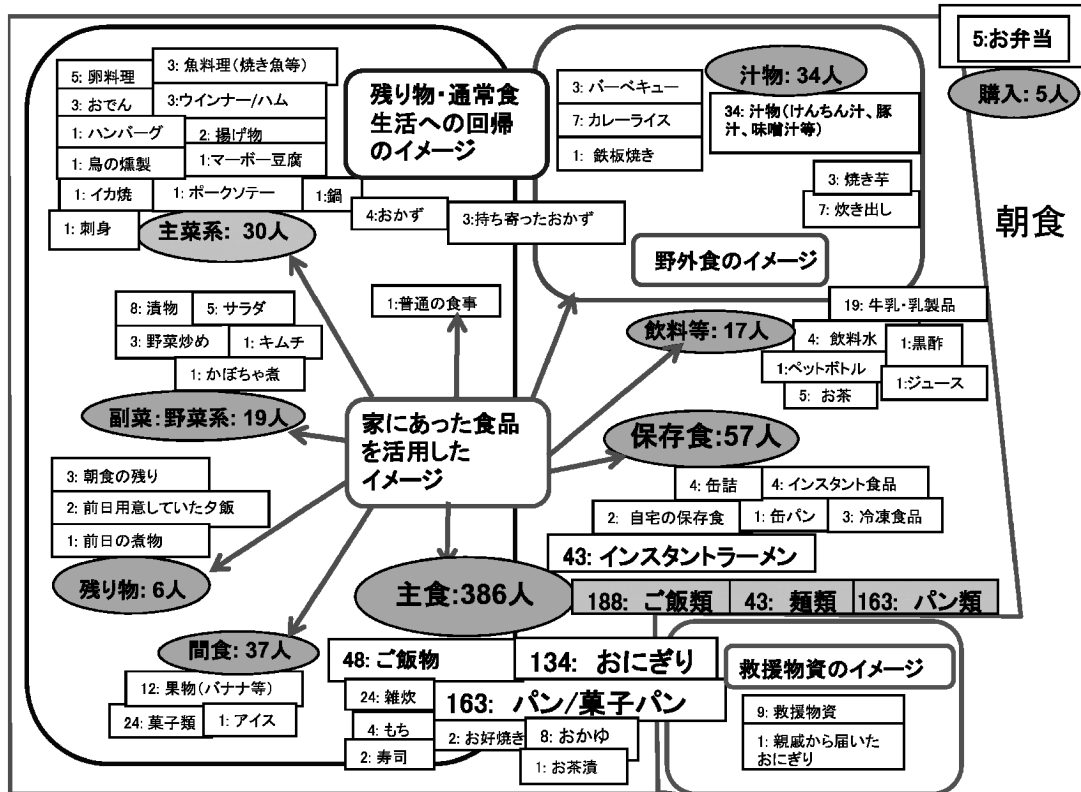 5:お弁当
購入: 5人
朝食
5: 卵料理
3: 魚料理(焼き魚等)
3: おでん
3:ウインナー/ハム
1: ハンバーグ
2: 揚げ物
1: 鳥の燻製
1:マーボー豆腐
1: イカ焼
1: ポークソテー
1:鍋
1: 刺身
4:おかず
3:持ち寄ったおかず
主菜系: 30人
残り物・通常食
生活への回帰
のイメージ
3: バーベキュー
7: カレーライス
1: 鉄板焼き
汁物: 34人
34: 汁物(けんちん汁、豚
汁、味噌汁等)
3: 焼き芋
7: 炊き出し
野外食のイメージ
8: 漬物
5: サラダ
3: 野菜炒め
1: キムチ
1: かぼちゃ煮
副菜:野菜系: 19人
1:普通の食事
飲料等: 17人
19: 牛乳・乳製品
4: 飲料水
1:黒酢
1:ペットボトル
1:ジュース
5: お茶
家にあった食品
を活用した
イメージ
保存食: 57人
4: 缶詰
4: インスタント食品
2: 自宅の保存食
1: 缶パン
3: 冷凍食品
43: インスタントラーメン
3: 朝食の残り
2: 前日用意していた夕飯
1: 前日の煮物
残り物: 6人
主食:386人
188: ご飯類
43: 麺類
163: パン類
間食: 37人
12: 果物(バナナ等)
24: 菓子類
1: アイス
48: ご飯物
134: おにぎり
24: 雑炊
163: パン/菓子パン
4: もち
2: お好焼き
8: おかゆ
2: 寿司
1: お茶漬
救援物資のイメージ
9: 救援物資
1: 親戚から届いた
おにぎり